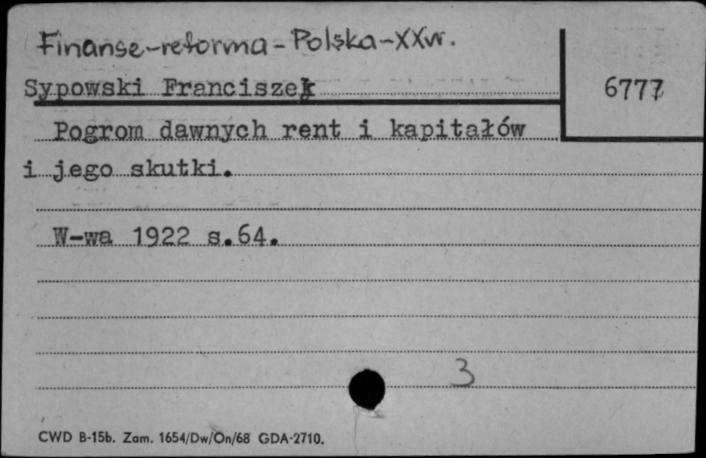 Finanse-reforma-Polska-XXw.
Sypowski Franciszek
6777
Pogrom dawnych rent i kapitałów
i jego skutki.
W-wa 1922 s.64.
3
CWD B-15b. Zam. 1654/Dw/On/68 GDA-2710.